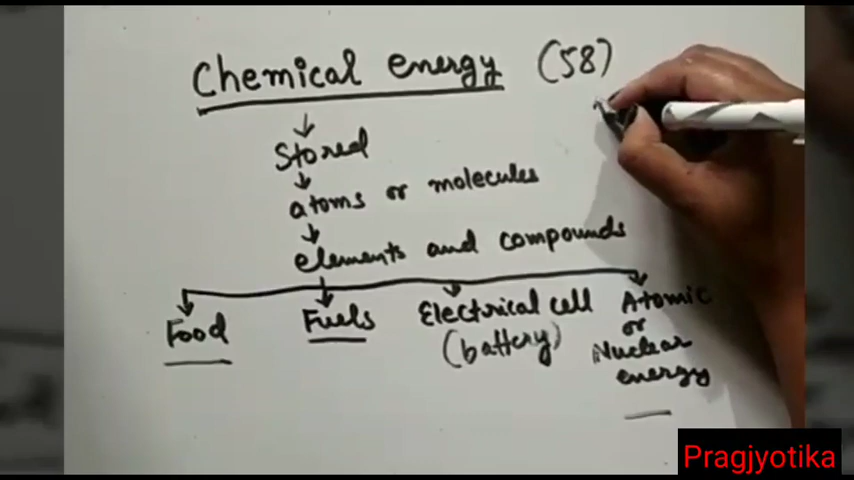 Chemical energy (58)
Stored
atoms or molecules
elements and compounds
Food Fuels Electrical cell (battery) Atomic or Nuclear energy
Pragjyotika